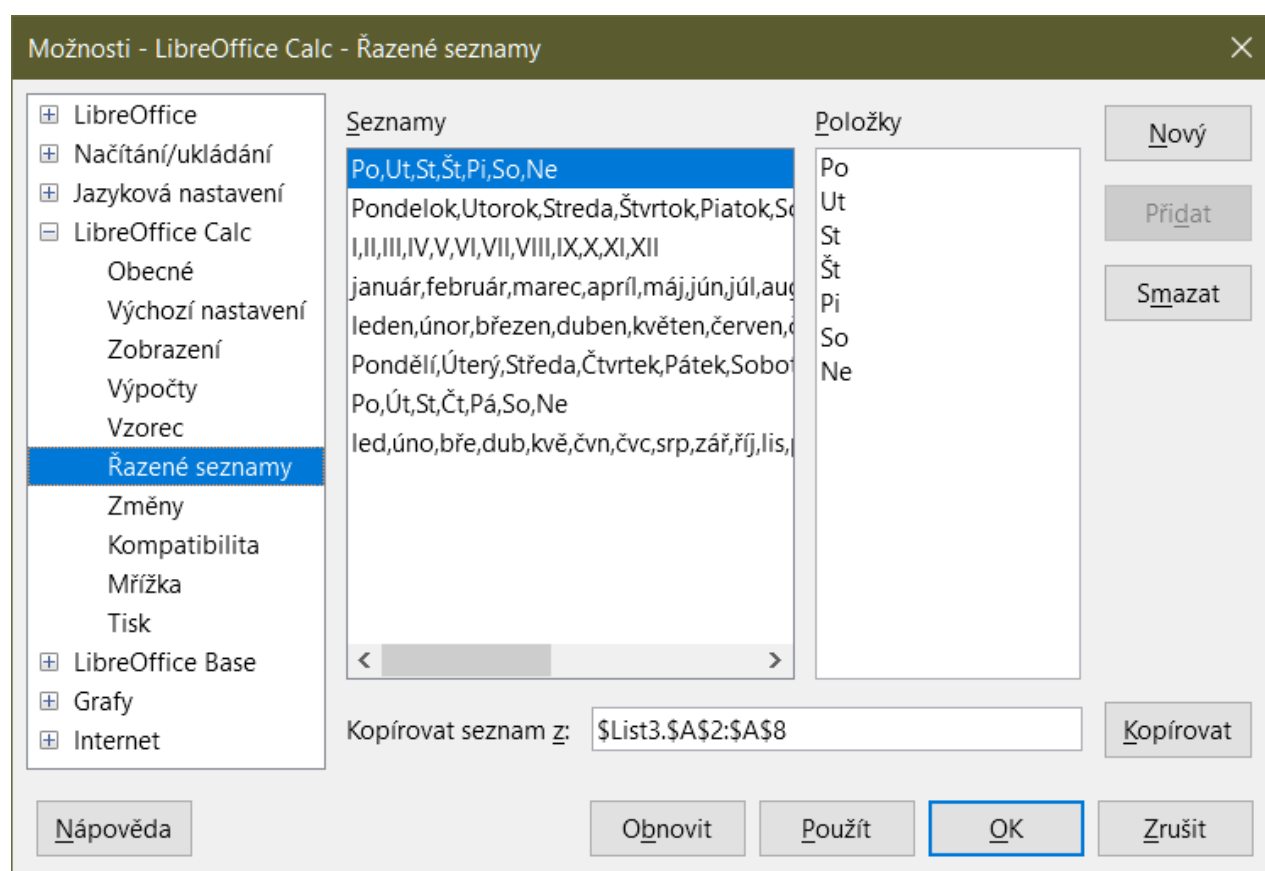 Možnosti - LibreOffice Calc - Řazené seznamy
LibreOffice
Načítání/ukládání
Jazyková nastavení
LibreOffice Calc
Obecné
Výchozí nastavení
Zobrazení
Výpočty
Vzorec
Řazené seznamy
Změny
Kompatibilita
Mřížka
Tisk
LibreOffice Base
Grafy
Internet
Seznamy
Po,Ut,St,Št,Pi,So,Ne
Pondelok,Utorok,Streda,Štvrtok,Piatok,So
I,II,III,IV,V,VI,VII,VIII,IX,X,XI,XII
január,február,marec,apríl,máj,jún,júl,aug
leden,únor,březen,duben,květen,červen,č
Pondělí,Úterý,Středa,Čtvrtek,Pátek,Sobot
Po,Út,St,Čt,Pá,So,Ne
led,úno,bře,dub,kvě,čvn,čvc,srp,zář,říj,lis,p
Položky
Po
Ut
St
Št
Pi
So
Ne
Nový
Přidat
Smazat
Kopírovat seznam z: $List3.$A$2:$A$8
Kopírovat
Nápověda
Obnovit
Použít
OK
Zrušit